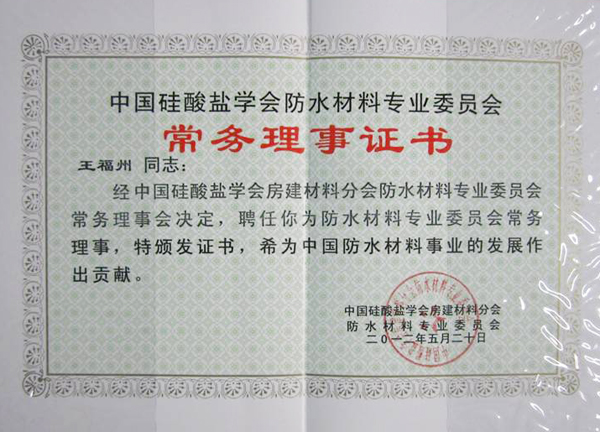 中国硅酸盐学会防水材料专业委员会
常务理事证书
王福州 同志：
经中国硅酸盐学会房建材料分会防水材料专业委员会
常务理事会决定，聘任你为防水材料专业委员会常务
理事，特颁发证书，希为中国防水材料事业的发展作
出贡献。
中国硅酸盐学会房建材料分会
防水材料专业委员会
二〇一二年五月二十日